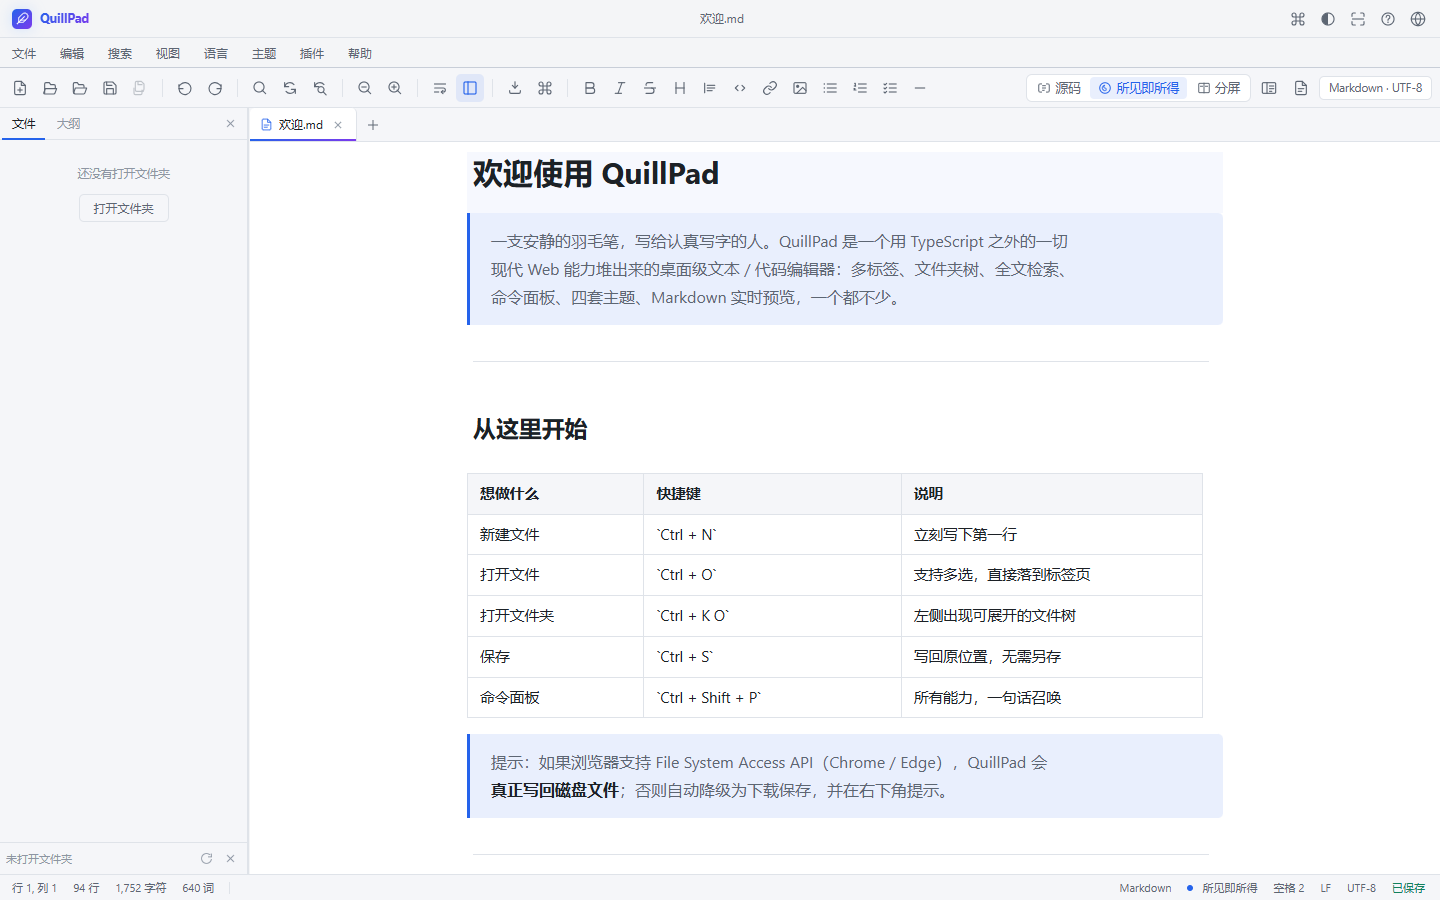 QuillPad
欢迎.md
文件 编辑 搜索 视图 语言 主题 插件 帮助
源码 所见即所得 分屏 Markdown · UTF-8
文件 大纲
欢迎.md
还没有打开文件夹
打开文件夹
欢迎使用 QuillPad
一支安静的羽毛笔，写给认真写字的人。QuillPad 是一个用 TypeScript 之外的一切
现代 Web 能力堆出来的桌面级文本 / 代码编辑器：多标签、文件夹树、全文检索、
命令面板、四套主题、Markdown 实时预览，一个都不少。
从这里开始
想做什么 快捷键 说明
新建文件 `Ctrl + N` 立刻写下第一行
打开文件 `Ctrl + O` 支持多选，直接落到标签页
打开文件夹 `Ctrl + K O` 左侧出现可展开的文件树
保存 `Ctrl + S` 写回原位置，无需另存
命令面板 `Ctrl + Shift + P` 所有能力，一句话召唤
提示：如果浏览器支持 File System Access API（Chrome / Edge），QuillPad 会
真正写回磁盘文件；否则自动降级为下载保存，并在右下角提示。
未打开文件夹
行 1, 列 1 94 行 1,752 字符 640 词 Markdown 所见即所得 空格 2 LF UTF-8 已保存